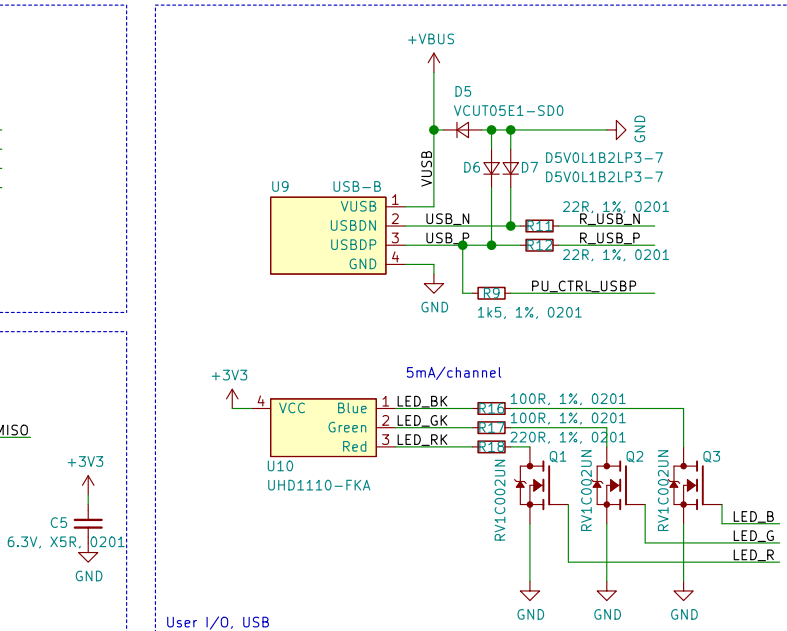 +VBUS
D5
VCUT05E1-SD0
GND
VUSB
D6
D7
D5V0L1B2LP3-7
D5V0L1B2LP3-7
U9
USB-B
VUSB
1
USBDN
2
USB_N
R11
22R, 1%, 0201
R_USB_N
USBDP
3
USB_P
R12
R_USB_P
22R, 1%, 0201
GND
4
GND
R9
PU_CTRL_USBP
1k5, 1%, 0201
5mA/channel
+3V3
4
VCC
Blue
1
LED_BK
R16
100R, 1%, 0201
Green
2
LED_GK
R17
100R, 1%, 0201
Red
3
LED_RK
R18
220R, 1%, 0201
U10
UHD1110-FKA
Q1
RV1C002UN
Q2
RV1C002UN
Q3
RV1C002UN
LED_B
LED_G
LED_R
GND
GND
GND
MISO
+3V3
C5
6.3V, X5R, 0201
GND
User I/O, USB